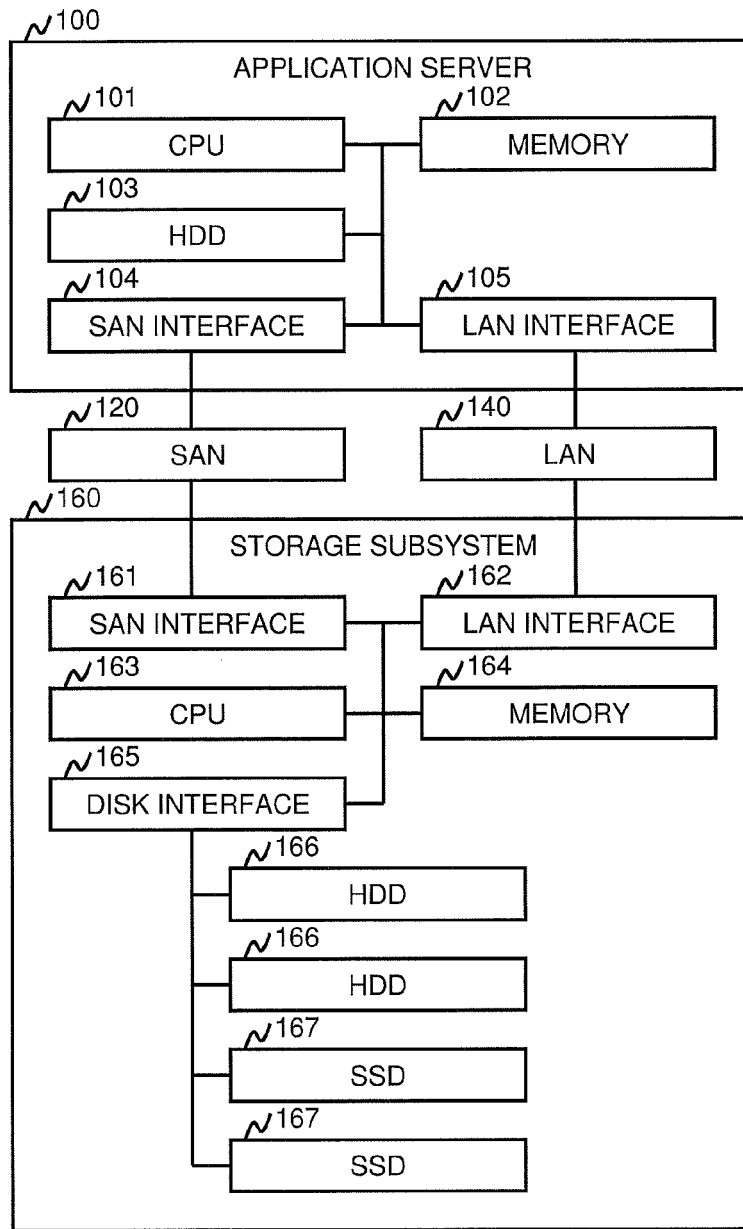 100
APPLICATION SERVER
101 102
CPU MEMORY
103
HDD
104 105
SAN INTERFACE LAN INTERFACE
120 140
SAN LAN
160
STORAGE SUBSYSTEM
161 162
SAN INTERFACE LAN INTERFACE
163 164
CPU MEMORY
165
DISK INTERFACE
166
HDD
166
HDD
167
SSD
167
SSD